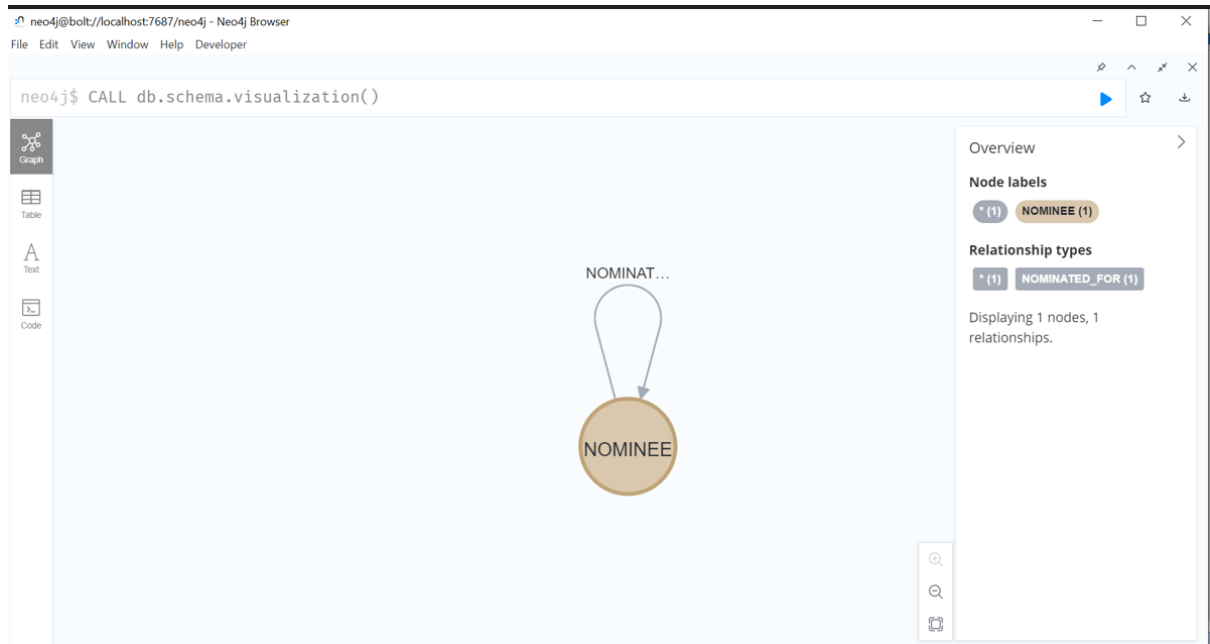 neo4j@bolt://localhost:7687/neo4j - Neo4j Browser
File Edit View Window Help Developer
neo4j$ CALL db.schema.visualization()
Graph
Table
Text
Code
NOMINAT...
NOMINEE
Overview
Node labels
* (1) NOMINEE (1)
Relationship types
* (1) NOMINATED_FOR (1)
Displaying 1 nodes, 1
relationships.